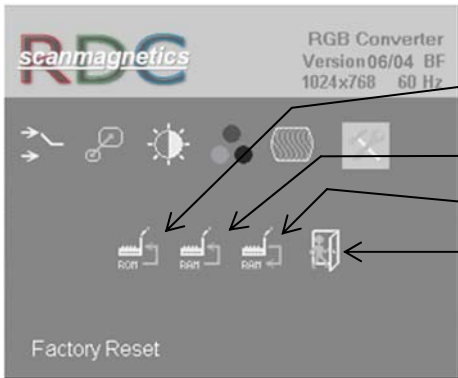 RDC
scanmagnetics
RGB Converter
Version 06/04 BF
1024x768 60 Hz
ROM RAM RAM
Factory Reset